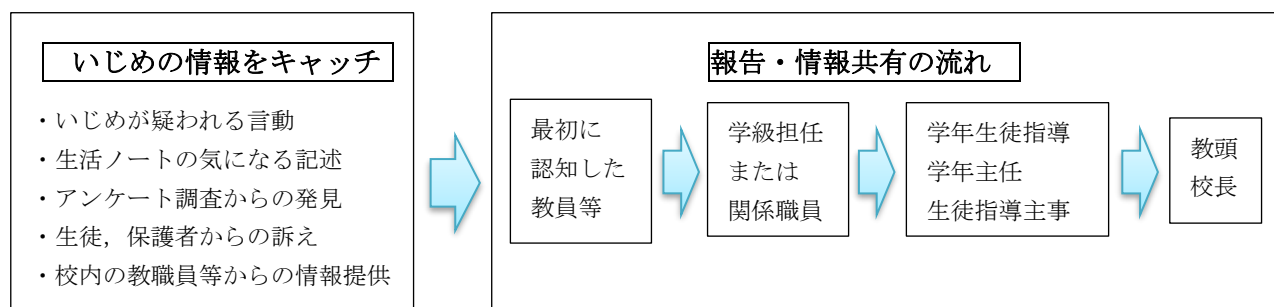 いじめの情報をキャッチ
・いじめが疑われる言動
・生活ノートの気になる記述
・アンケート調査からの発見
・生徒，保護者からの訴え
・校内の教職員等からの情報提供
報告・情報共有の流れ
最初に
認知した
教員等
学級担任
または
関係職員
学年生徒指導
学年主任
生徒指導主事
教頭
校長